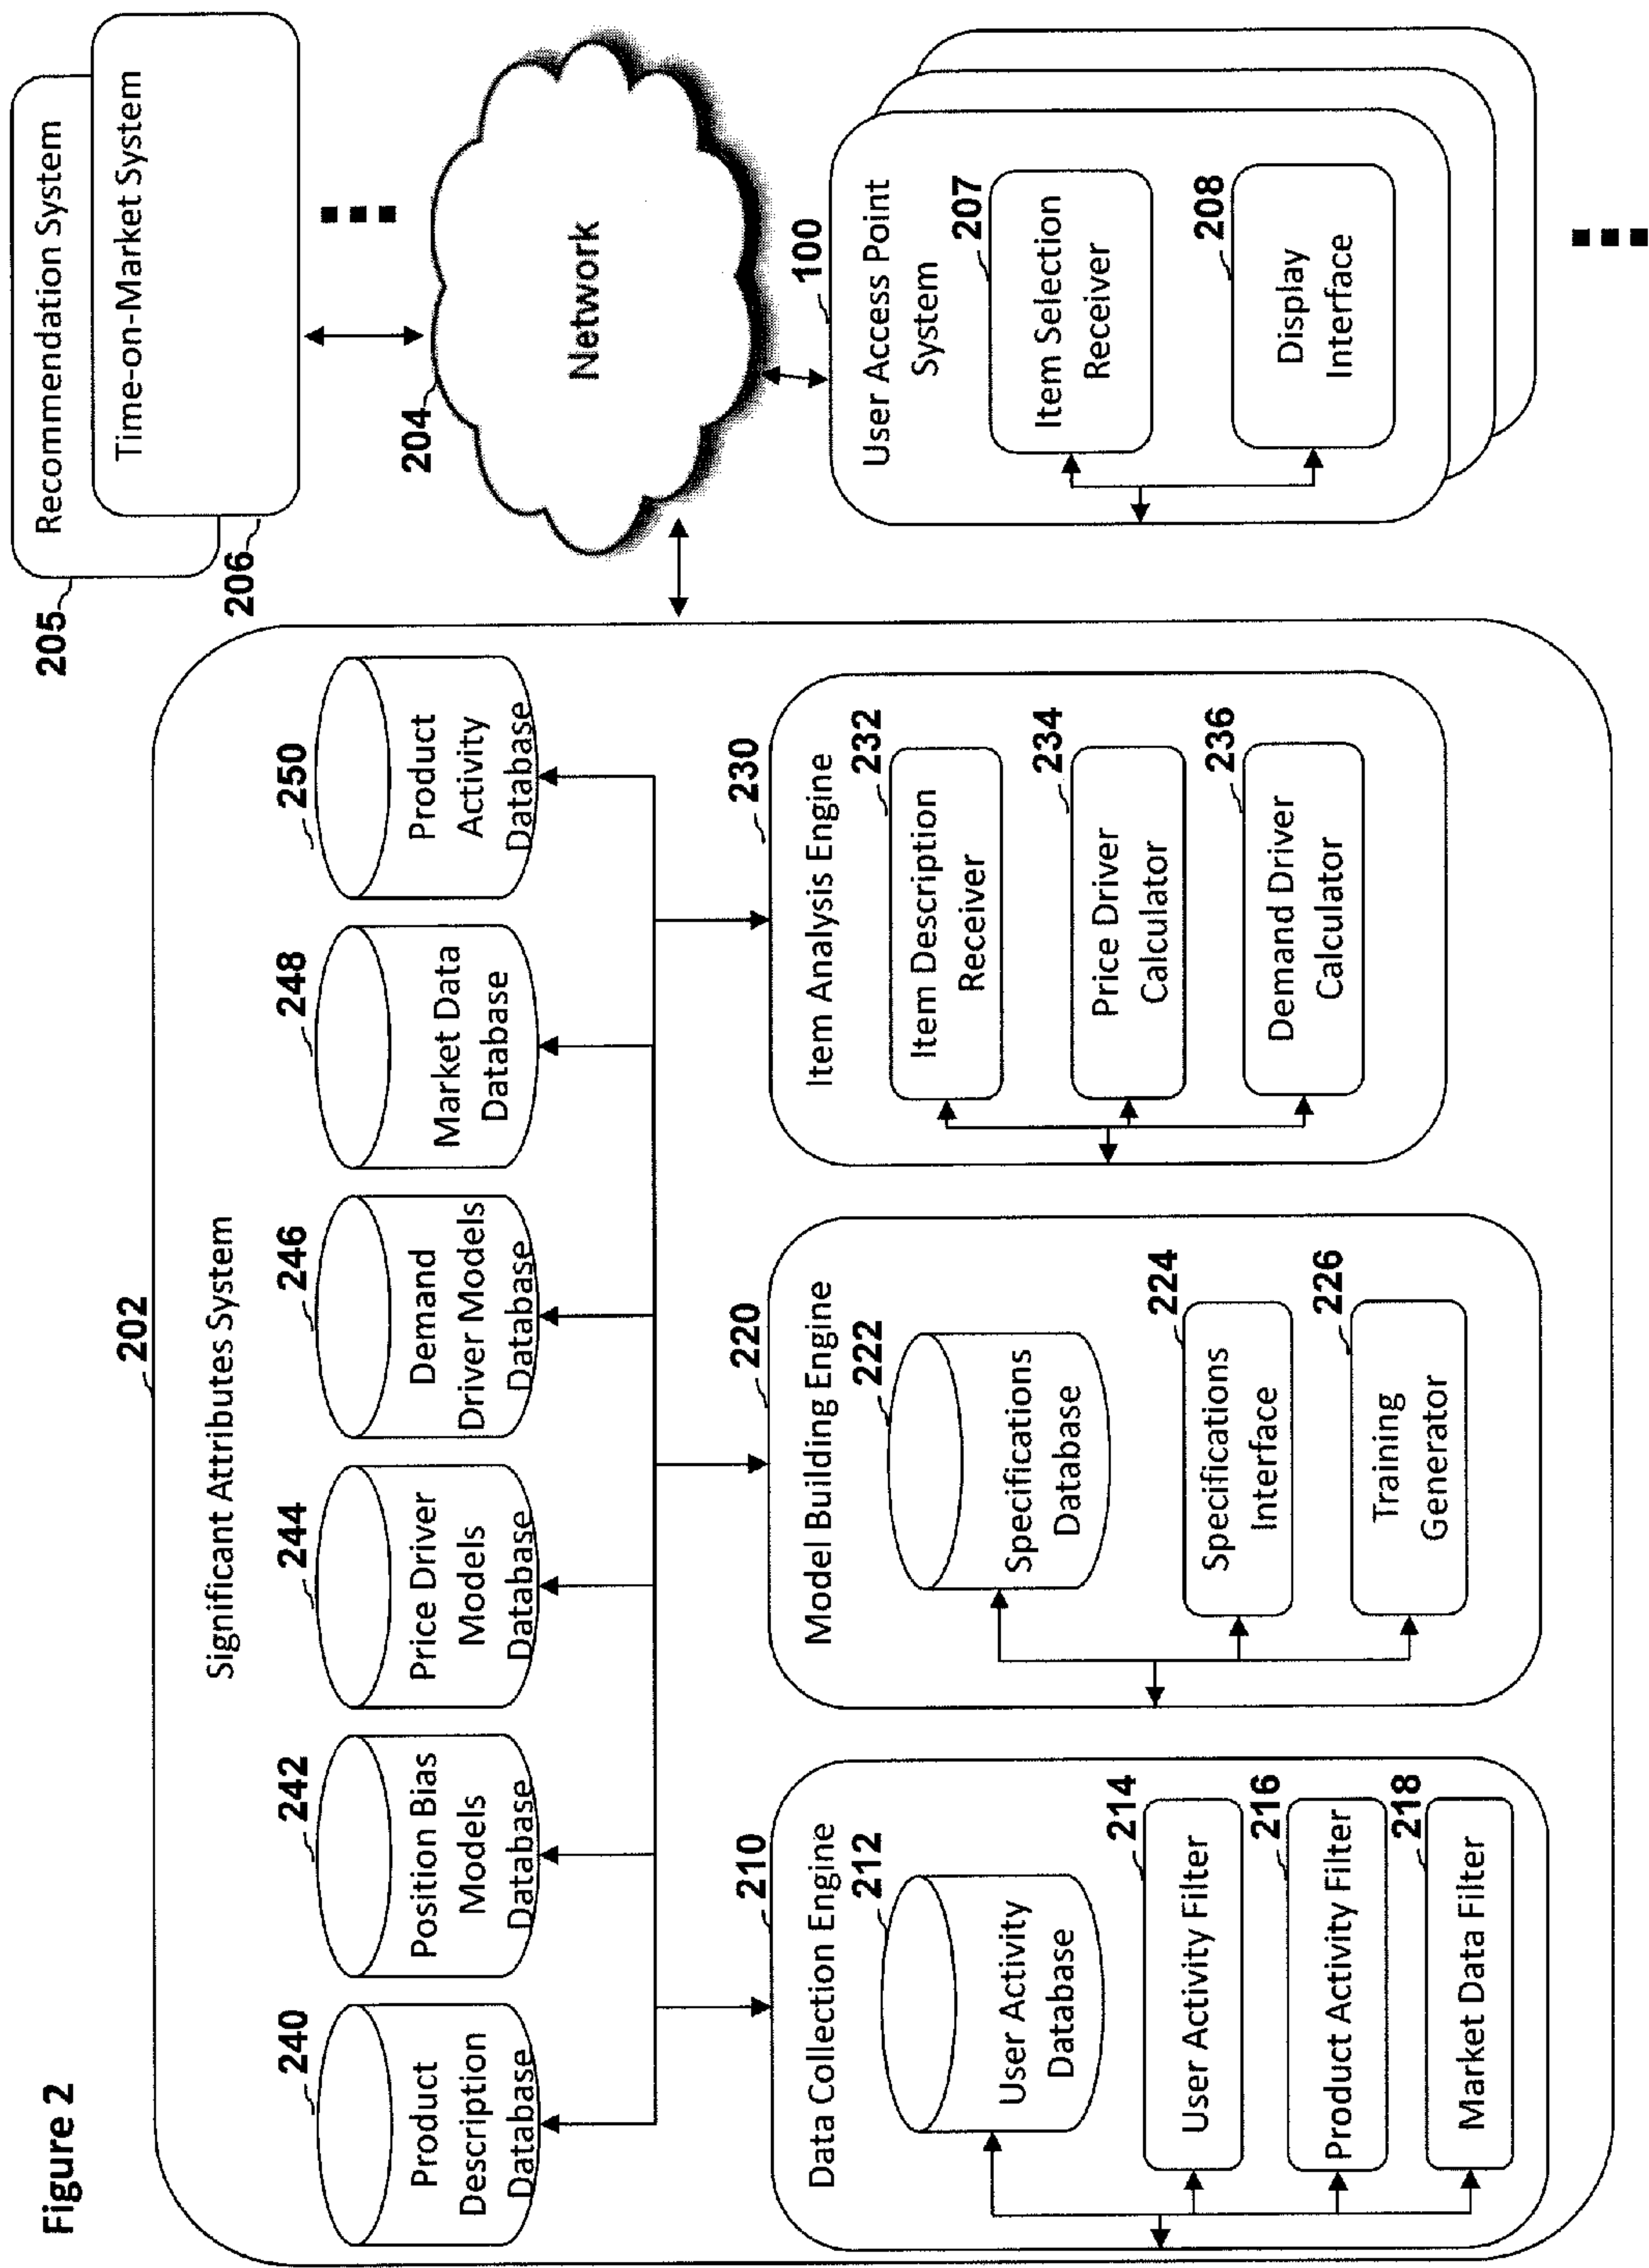 Figure 2
202
Significant Attributes System
240
Product
Description
Database
242
Position Bias
Models
Database
244
Price Driver
Models
Database
246
Demand
Driver Models
Database
248
Market Data
Database
250
Product
Activity
Database
210
Data Collection Engine
212
User Activity
Database
214
User Activity Filter
216
Product Activity Filter
218
Market Data Filter
220
Model Building Engine
222
Specifications
Database
224
Specifications
Interface
226
Training
Generator
230
Item Analysis Engine
232
Item Description
Receiver
234
Price Driver
Calculator
236
Demand Driver
Calculator
205
Recommendation System
206
Time-on-Market System
204
Network
100
User Access Point
System
207
Item Selection
Receiver
208
Display
Interface